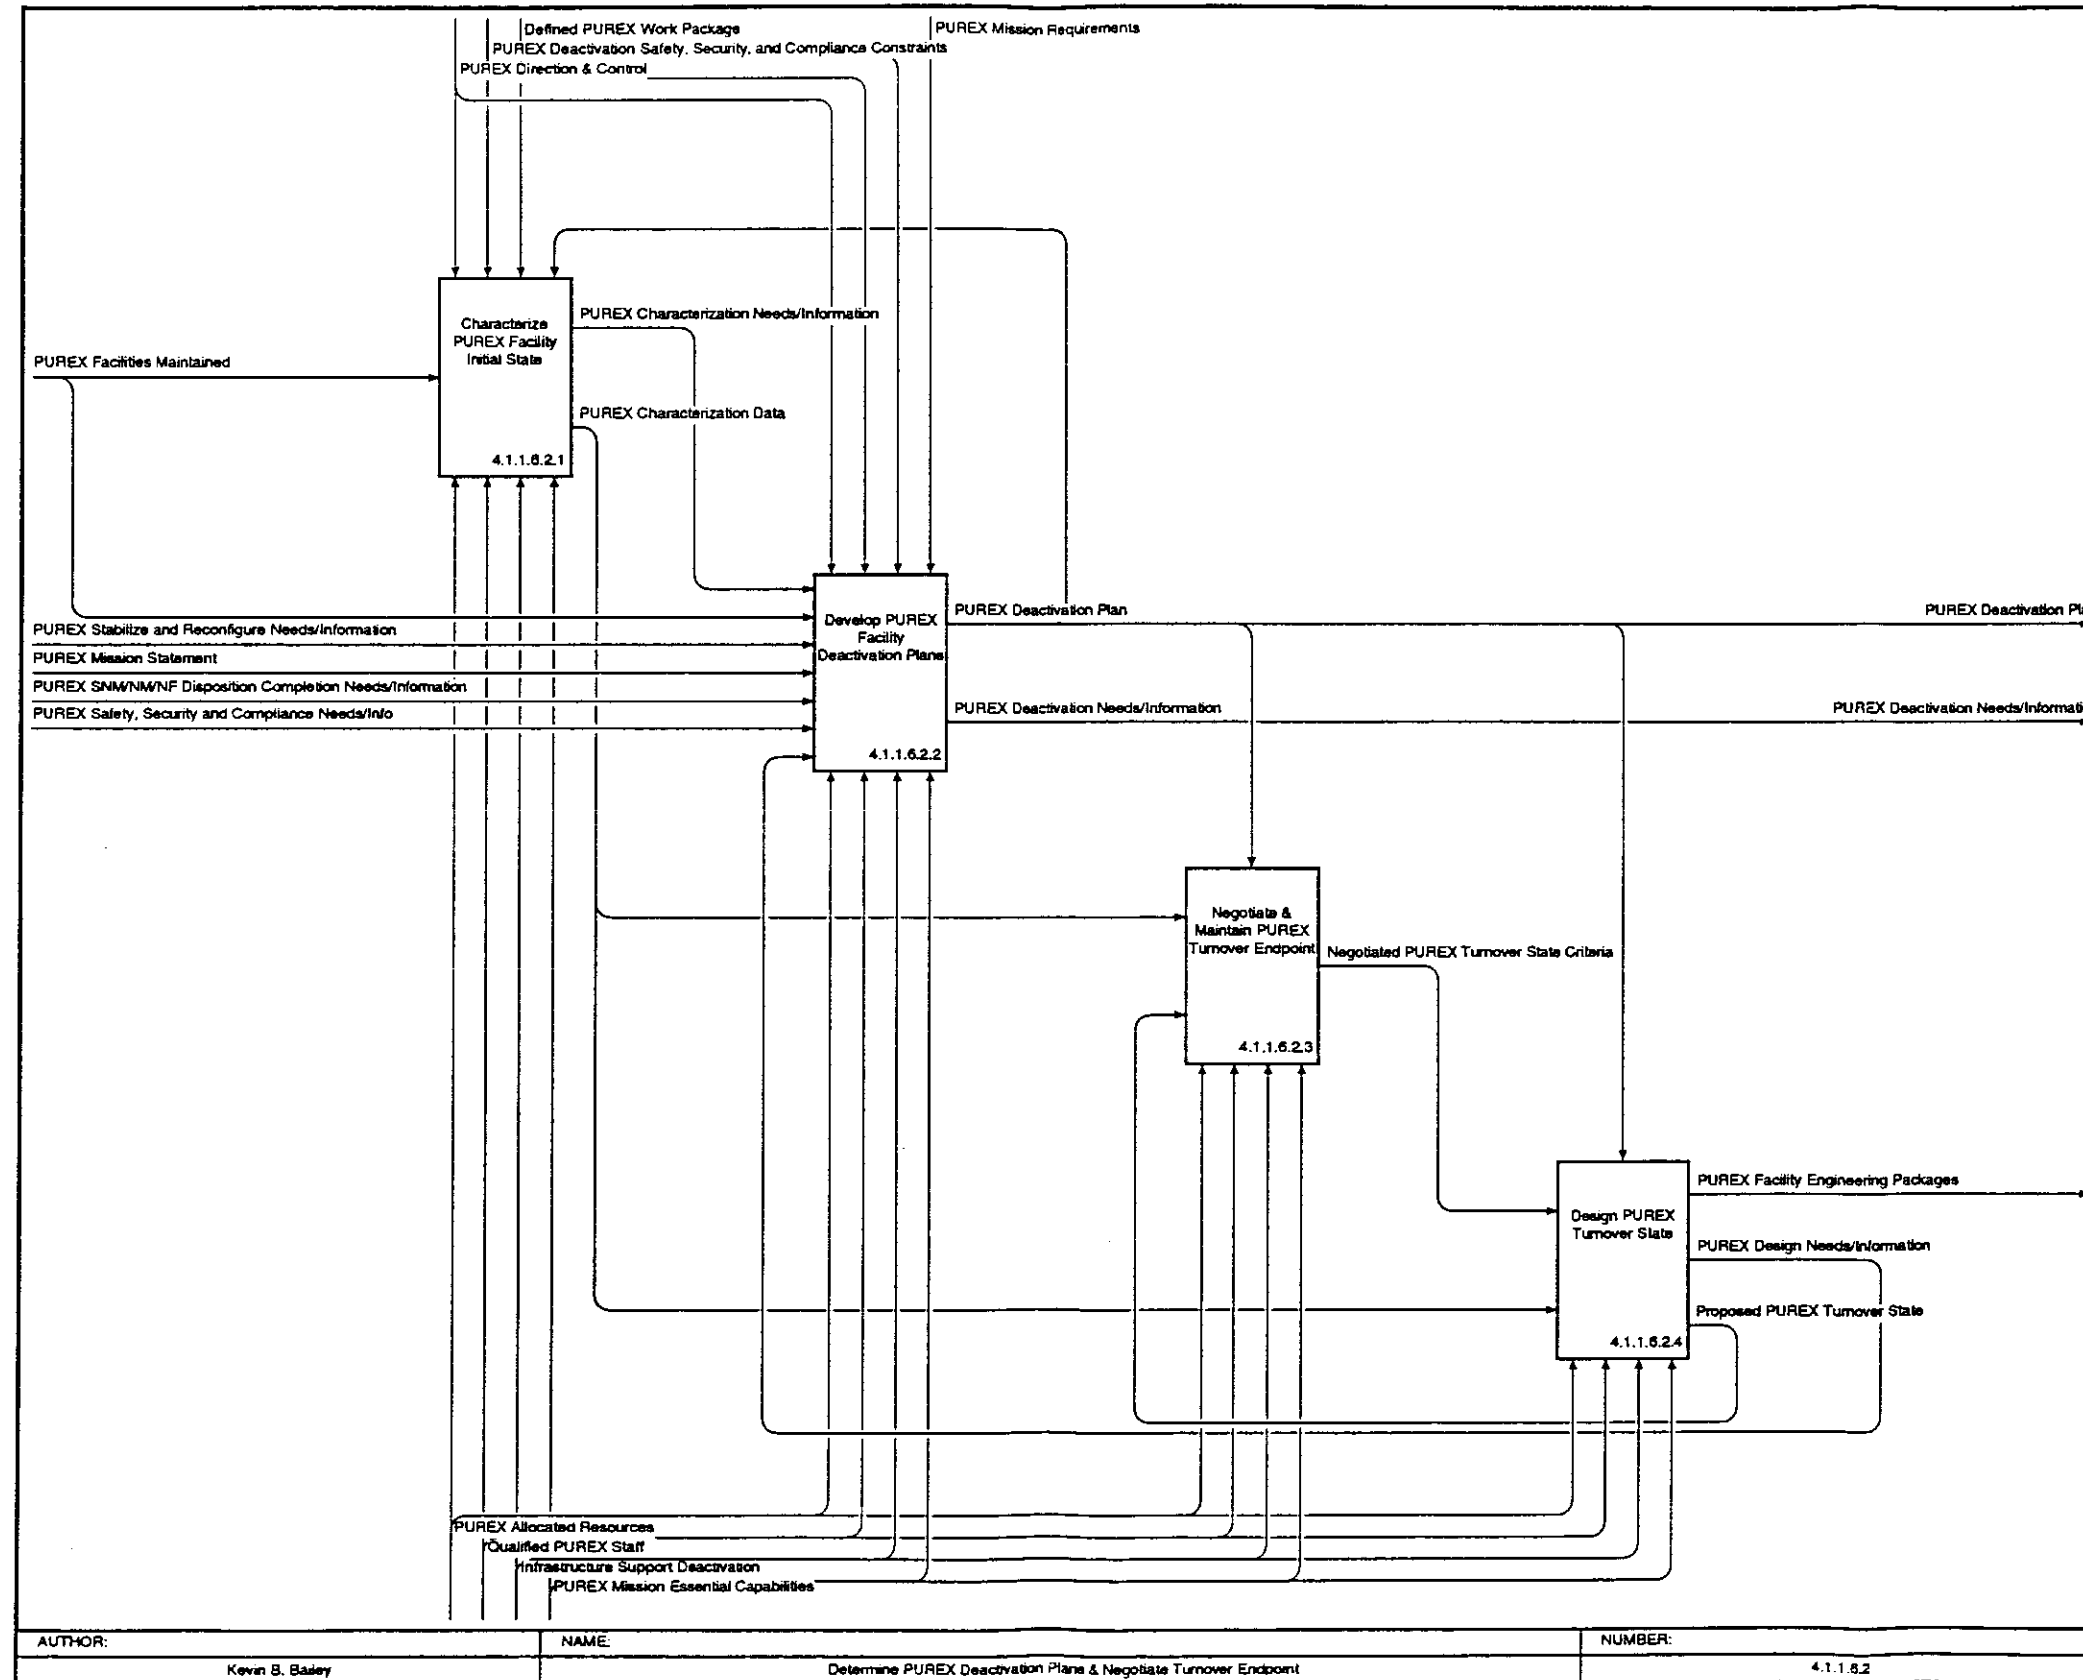 Defined PUREX Work Package
PUREX Mission Requirements
PUREX Deactivation Safety, Security, and Compliance Constraints
PUREX Direction & Control
Characterize
PUREX Facility
Initial State
4.1.1.6.2.1
PUREX Characterization Needs/Information
PUREX Facilities Maintained
PUREX Characterization Data
PUREX Stabilize and Reconfigure Needs/Information
PUREX Mission Statement
PUREX SNM/NM/NF Disposition Completion Needs/Information
PUREX Safety, Security and Compliance Needs/Info
Develop PUREX
Facility
Deactivation Plans
4.1.1.6.2.2
PUREX Deactivation Plan
PUREX Deactivation Pla
PUREX Deactivation Needs/Information
PUREX Deactivation Needs/Informati
Negotiate &
Maintain PUREX
Turnover Endpoint
4.1.1.6.2.3
Negotiated PUREX Turnover State Criteria
Design PUREX
Turnover State
4.1.1.6.2.4
PUREX Facility Engineering Packages
PUREX Design Needs/Information
Proposed PUREX Turnover State
PUREX Allocated Resources
Qualified PUREX Staff
Infrastructure Support Deactivation
PUREX Mission Essential Capabilities
AUTHOR:
Kevin B. Bailey
NAME:
Determine PUREX Deactivation Plans & Negotiate Turnover Endpoint
NUMBER:
4.1.1.6.2